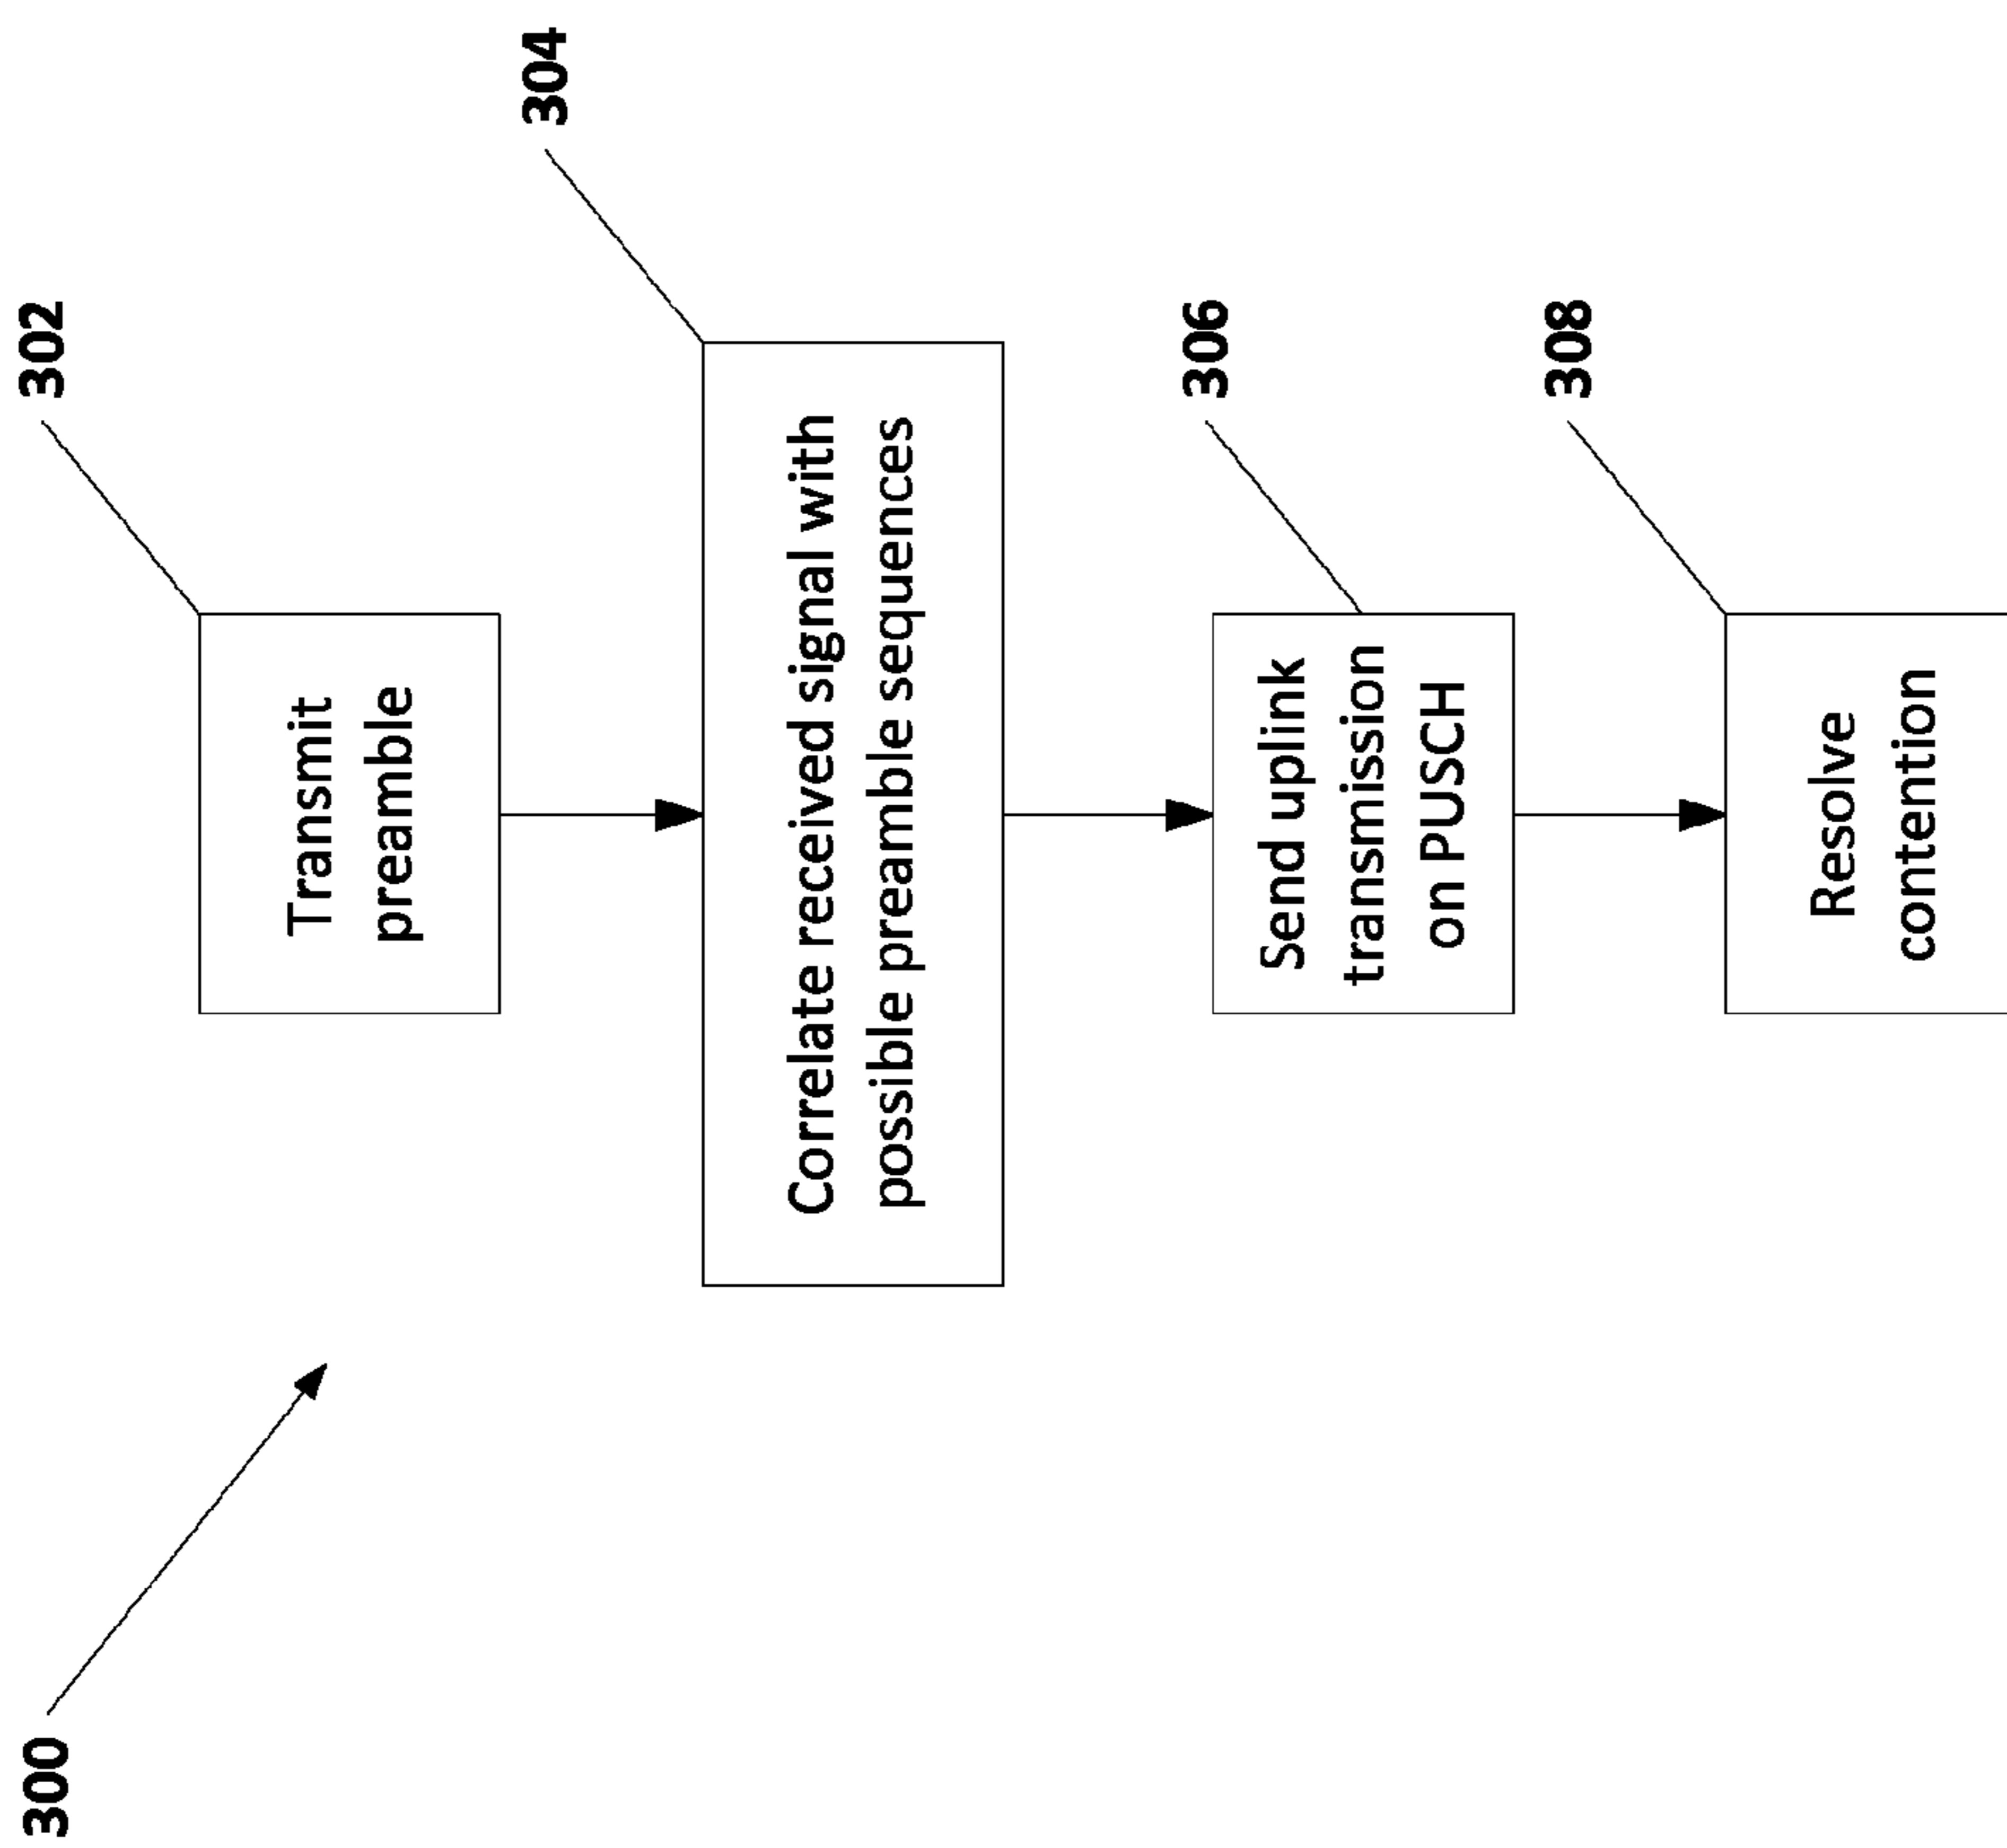 300
302
Transmit
preamble
304
Correlate received signal with
possible preamble sequences
306
Send uplink
transmission
on PUSCH
308
Resolve
contention